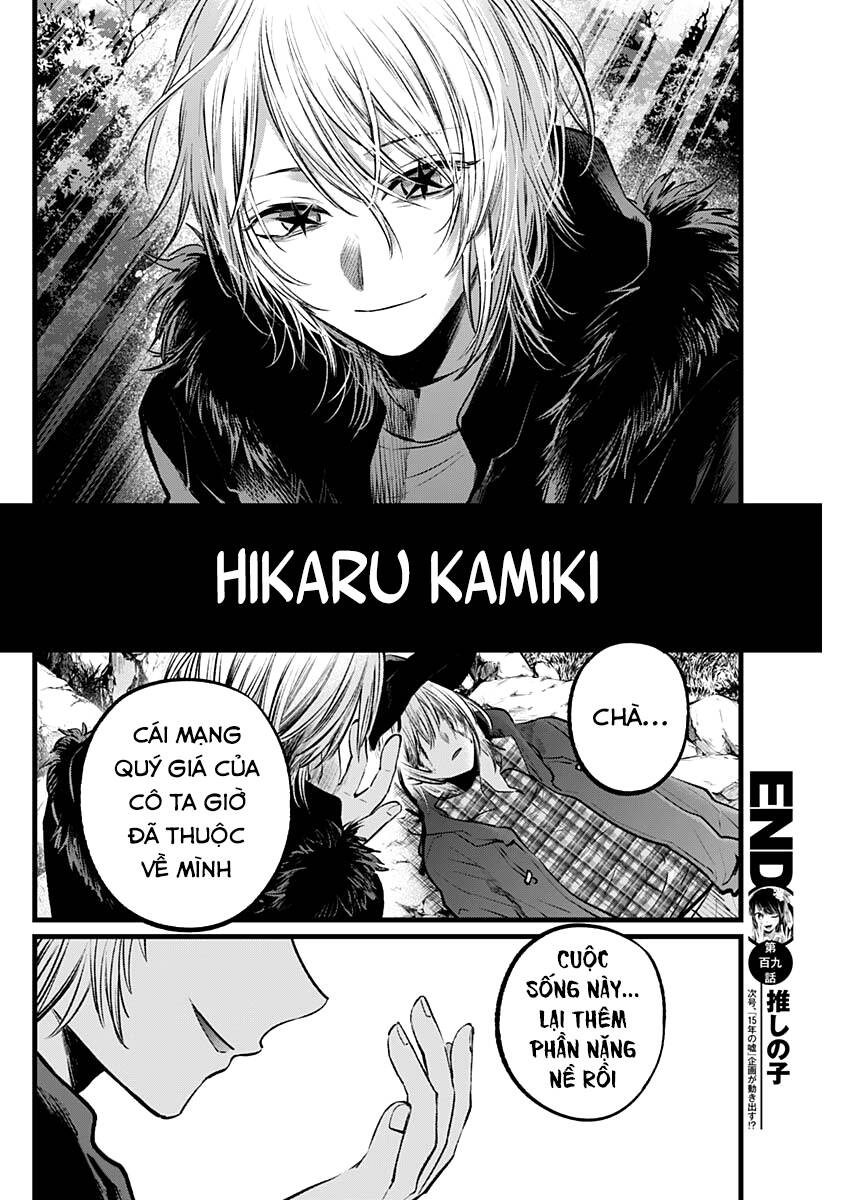 HIKARU KAMIKI
CHÀ...
CÁI MẠNG
QUÝ GIÁ CỦA
CÔ TA GIỜ
ĐÃ THUỘC
VỀ MÌNH
CUỘC
SỐNG NÀY...
LẠI THÊM
PHẦN NẶNG
NỀ RỒI
END
第
百九
話
推しの子
次号、「15年の嘘」企画が動き出す!?